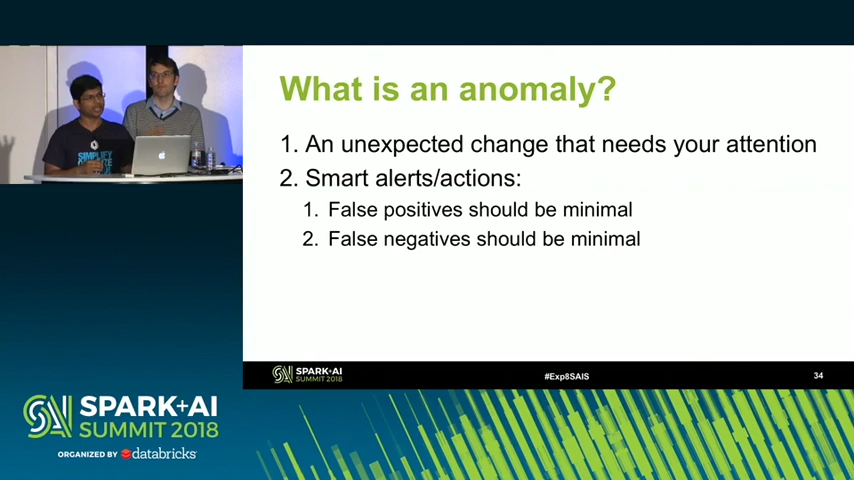 What is an anomaly?
1. An unexpected change that needs your attention
2. Smart alerts/actions:
1. False positives should be minimal
2. False negatives should be minimal
SPARK+AI
SUMMIT 2018
#Exp8SAIS
34
SPARK+AI
SUMMIT 2018
ORGANIZED BY databricks